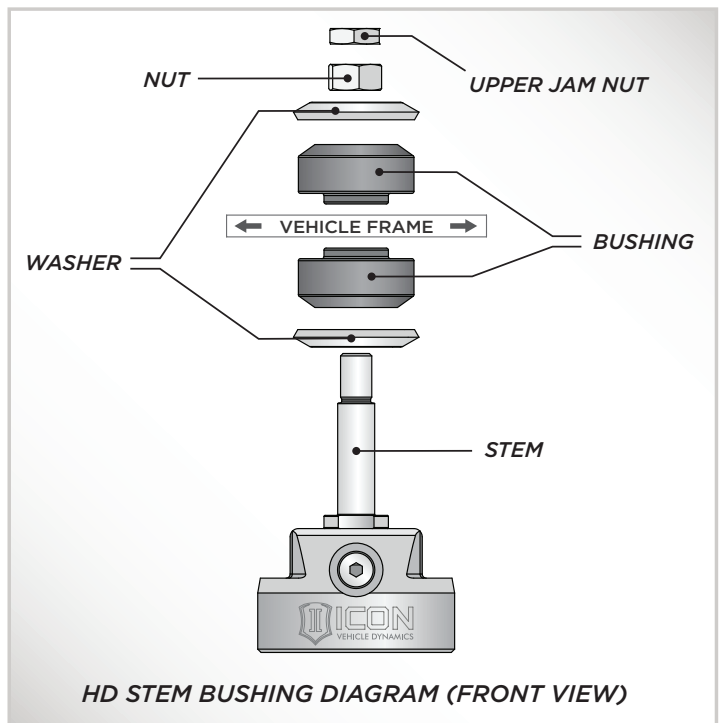 NUT
UPPER JAM NUT
VEHICLE FRAME
BUSHING
WASHER
STEM
ICON
VEHICLE DYNAMICS
HD STEM BUSHING DIAGRAM (FRONT VIEW)